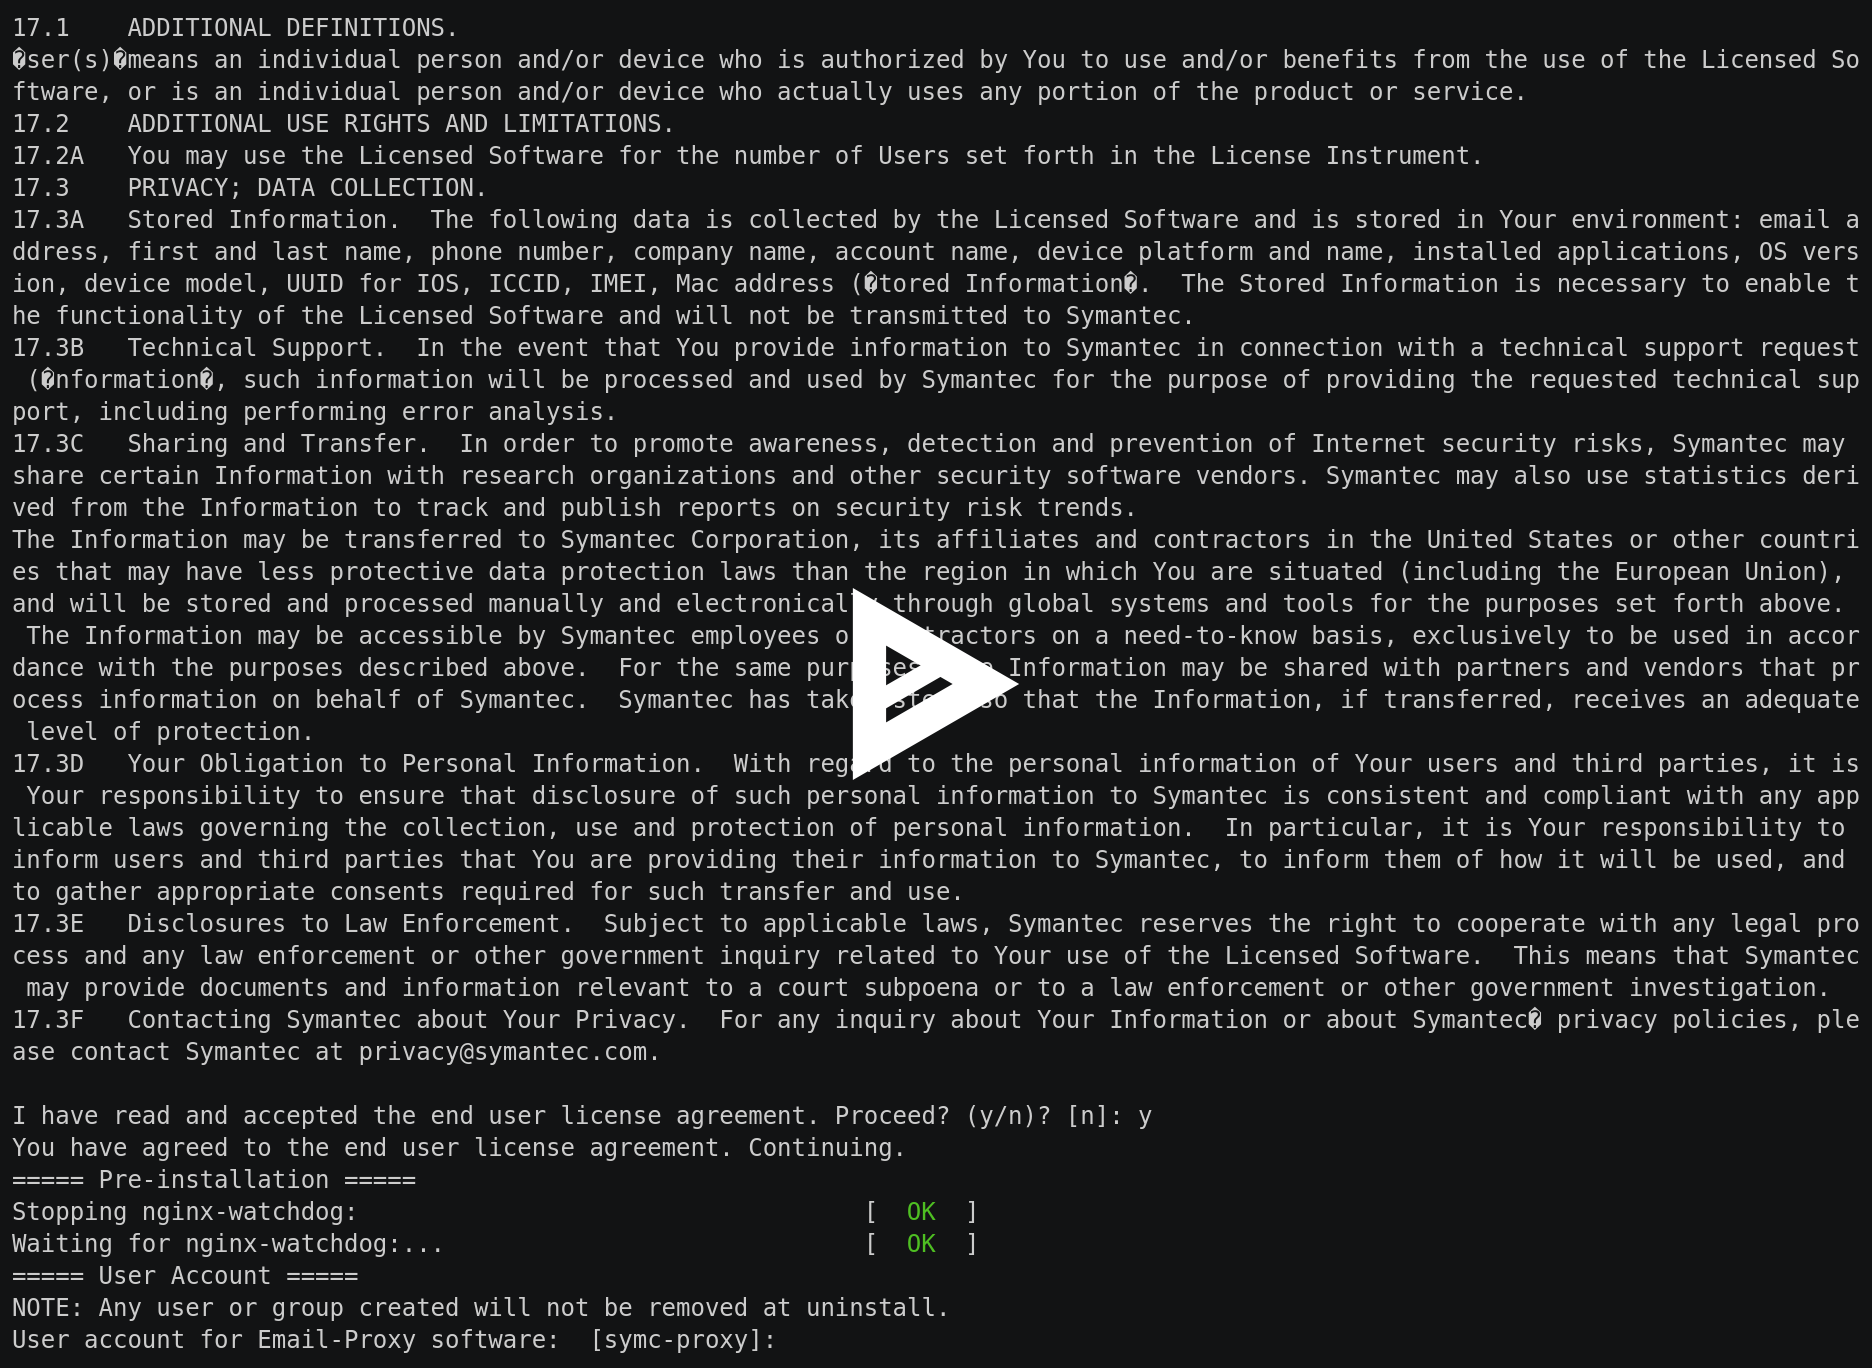 17.1    ADDITIONAL DEFINITIONS.
�ser(s)�means an individual person and/or device who is authorized by You to use and/or benefits from the use of the Licensed So
ftware, or is an individual person and/or device who actually uses any portion of the product or service.
17.2    ADDITIONAL USE RIGHTS AND LIMITATIONS.
17.2A   You may use the Licensed Software for the number of Users set forth in the License Instrument.
17.3    PRIVACY; DATA COLLECTION.
17.3A   Stored Information.  The following data is collected by the Licensed Software and is stored in Your environment: email a
ddress, first and last name, phone number, company name, account name, device platform and name, installed applications, OS vers
ion, device model, UUID for IOS, ICCID, IMEI, Mac address (�tored Information�.  The Stored Information is necessary to enable t
he functionality of the Licensed Software and will not be transmitted to Symantec.
17.3B   Technical Support.  In the event that You provide information to Symantec in connection with a technical support request
 (�nformation�, such information will be processed and used by Symantec for the purpose of providing the requested technical sup
port, including performing error analysis.
17.3C   Sharing and Transfer.  In order to promote awareness, detection and prevention of Internet security risks, Symantec may
share certain Information with research organizations and other security software vendors. Symantec may also use statistics deri
ved from the Information to track and publish reports on security risk trends.
The Information may be transferred to Symantec Corporation, its affiliates and contractors in the United States or other countri
es that may have less protective data protection laws than the region in which You are situated (including the European Union),
and will be stored and processed manually and electronically through global systems and tools for the purposes set forth above.
 The Information may be accessible by Symantec employees on a need-to-know basis, exclusively to be used in accor
dance with the purposes described above.  For the same purposes Information may be shared with partners and vendors that pr
ocess information on behalf of Symantec.  Symantec has so that the Information, if transferred, receives an adequate
 level of protection.
17.3D   Your Obligation to Personal Information.  With regard to the personal information of Your users and third parties, it is
 Your responsibility to ensure that disclosure of such personal information to Symantec is consistent and compliant with any app
licable laws governing the collection, use and protection of personal information.  In particular, it is Your responsibility to
inform users and third parties that You are providing their information to Symantec, to inform them of how it will be used, and
to gather appropriate consents required for such transfer and use.
17.3E   Disclosures to Law Enforcement.  Subject to applicable laws, Symantec reserves the right to cooperate with any legal pro
cess and any law enforcement or other government inquiry related to Your use of the Licensed Software.  This means that Symantec
 may provide documents and information relevant to a court subpoena or to a law enforcement or other government investigation.
17.3F   Contacting Symantec about Your Privacy.  For any inquiry about Your Information or about Symantec� privacy policies, ple
ase contact Symantec at privacy@symantec.com.
I have read and accepted the end user license agreement. Proceed? (y/n)? [n]: y
You have agreed to the end user license agreement. Continuing.
===== Pre-installation =====
Stopping nginx-watchdog:                                   [  OK  ]
Waiting for nginx-watchdog:...                             [  OK  ]
===== User Account =====
NOTE: Any user or group created will not be removed at uninstall.
User account for Email-Proxy software:  [symc-proxy]: